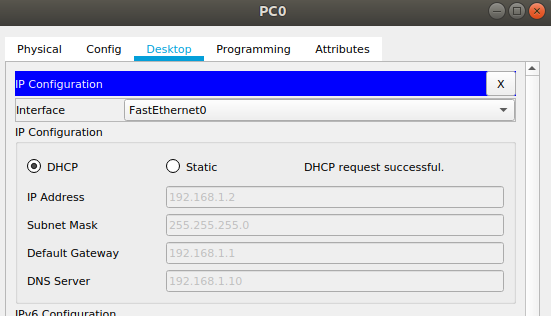 PC0
Physical Config Desktop Programming Attributes
IP Configuration X
Interface FastEthernet0
IP Configuration
DHCP Static DHCP request successful.
IP Address 192.168.1.2
Subnet Mask 255.255.255.0
Default Gateway 192.168.1.1
DNS Server 192.168.1.10
IPv6 Configuration